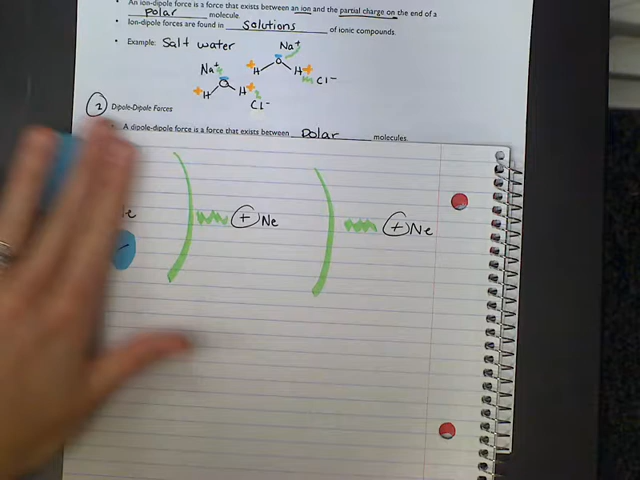 An ion-dipole force is a force that exists between an ion and the partial charge on the end of a
polar molecule.
Ion-dipole forces are found in solutions of ionic compounds.
Example: Salt water
Na+
Na+ + O
H H + Cl-
O
+ H H +
Cl-
2 Dipole-Dipole Forces
A dipole-dipole force is a force that exists between polar molecules.
+ Ne + Ne